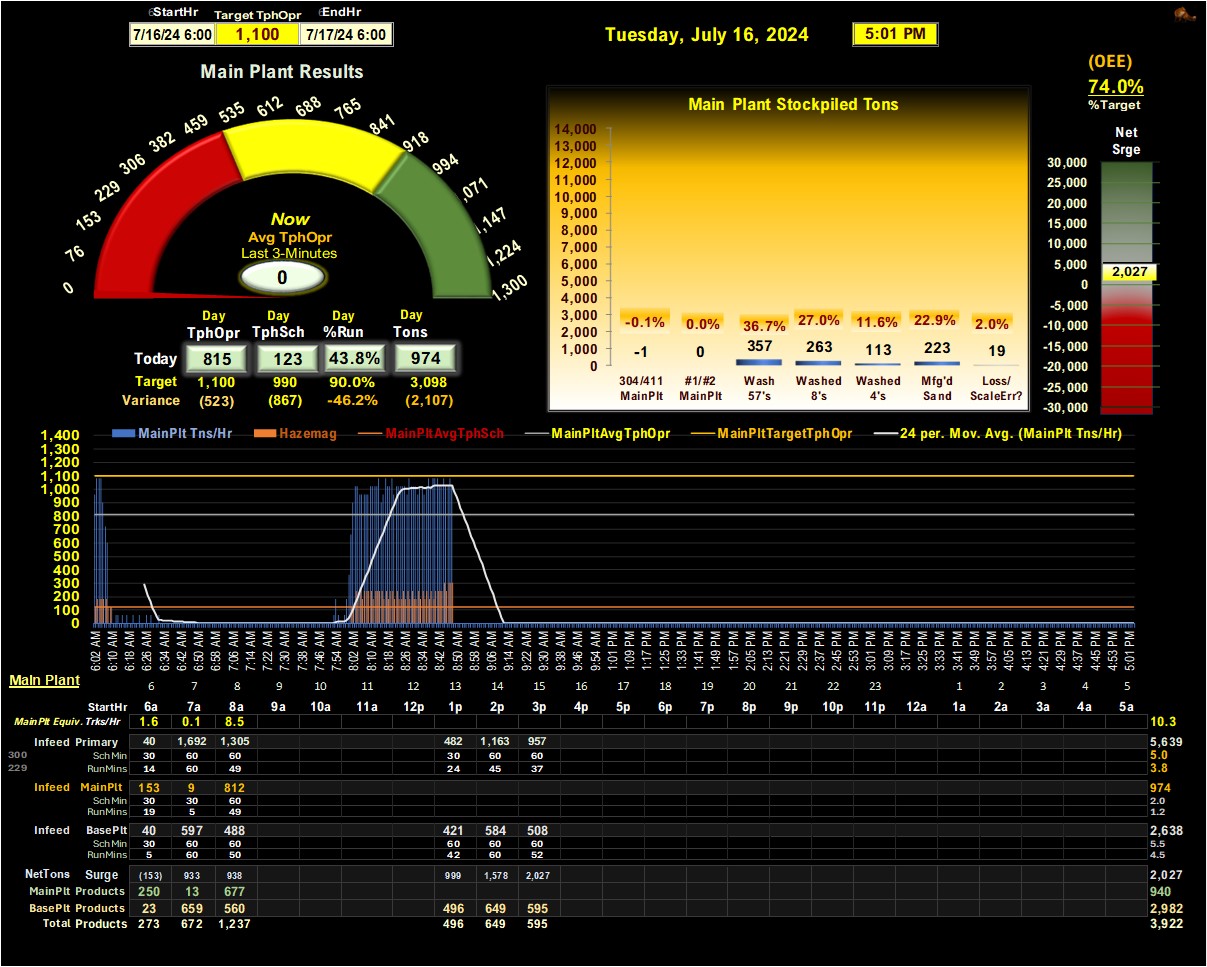 StartHr Target TphOpr EndHr
7/16/24 6:00 1,100 7/17/24 6:00
Tuesday, July 16, 2024 5:01 PM
(OEE)
74.0%
%Target
Main Plant Results
0 76 153 229 306 382 459 535 612 688 765 841 918 994 ,071 ,147 1,224 1,300
Now
Avg TphOpr
Last 3-Minutes
0
Day Day Day Day
TphOpr TphSch %Run Tons
Today 815 123 43.8% 974
Target 1,100 990 90.0% 3,098
Variance (523) (867) -46.2% (2,107)
Main Plant Stockpiled Tons
14,000
13,000
12,000
11,000
10,000
9,000
8,000
7,000
6,000
5,000
4,000
3,000
2,000
1,000
0
-0.1% 0.0% 36.7% 27.0% 11.6% 22.9% 2.0%
-1 0 357 263 113 223 19
304/411 #1/#2 Wash Washed Washed Mfg'd Loss/
MainPlt MainPlt 57's 8's 4's Sand ScaleErr?
Net
Srge
30,000
25,000
20,000
15,000
10,000
5,000
2,027
0
-5,000
-10,000
-15,000
-20,000
-25,000
-30,000
MainPlt Tns/Hr Hazemag MainPltAvgTphSch MainPltAvgTphOpr MainPltTargetTphOpr 24 per. Mov. Avg. (MainPlt Tns/Hr)
1,400
1,300
1,200
1,100
1,000
900
800
700
600
500
400
300
200
100
0
6:02 AM 6:10 AM 6:18 AM 6:26 AM 6:34 AM 6:42 AM 6:50 AM 6:58 AM 7:08 AM 7:14 AM 7:22 AM 7:30 AM 7:38 AM 7:46 AM 7:54 AM 8:02 AM 8:10 AM 8:18 AM 8:26 AM 8:34 AM 8:42 AM 8:50 AM 9:06 AM 9:14 AM 9:22 AM 9:30 AM 9:38 AM 9:46 AM 9:54 AM 1:01 PM 1:09 PM 1:17 PM 1:25 PM 1:33 PM 1:41 PM 1:49 PM 1:57 PM 2:05 PM 2:13 PM 2:21 PM 2:29 PM 2:37 PM 2:45 PM 2:53 PM 3:01 PM 3:09 PM 3:17 PM 3:25 PM 3:33 PM 3:41 PM 3:49 PM 3:57 PM 4:05 PM 4:13 PM 4:21 PM 4:29 PM 4:37 PM 4:45 PM 4:53 PM 5:01 PM
Main Plant
6 7 8 9 10 11 12 13 14 15 16 17 18 19 20 21 22 23 1 2 3 4 5
StartHr 6a 7a 8a 9a 10a 11a 12p 1p 2p 3p 4p 5p 6p 7p 8p 9p 10p 11p 12a 1a 2a 3a 4a 5a
MainPlt Equiv. Trks/Hr 1.6 0.1 8.5 10.3
Infeed Primary 40 1,692 1,305 482 1,163 957 5,639
300 Sch Min 30 60 60 30 60 60 5.0
229 RunMins 14 60 49 24 45 37 3.8
Infeed MainPlt 153 9 812 974
Sch Min 30 30 60 2.0
RunMins 19 5 49 1.2
Infeed BasePlt 40 597 488 421 584 508 2,638
Sch Min 30 60 60 60 60 60 5.5
RunMins 5 60 50 42 60 52 4.5
NetTons Surge (153) 933 938 999 1,578 2,027 2,027
MainPlt Products 250 13 677 940
BasePlt Products 23 659 560 496 649 595 2,982
Total Products 273 672 1,237 496 649 595 3,922